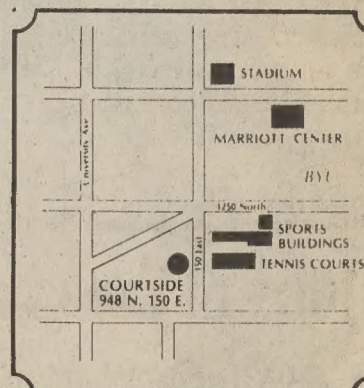 STADIUM
University Ave
MARRIOTT CENTER
BYU
1250 North
SPORTS
BUILDINGS
150 East
TENNIS COURTS
COURTSIDE
948 N. 150 E.